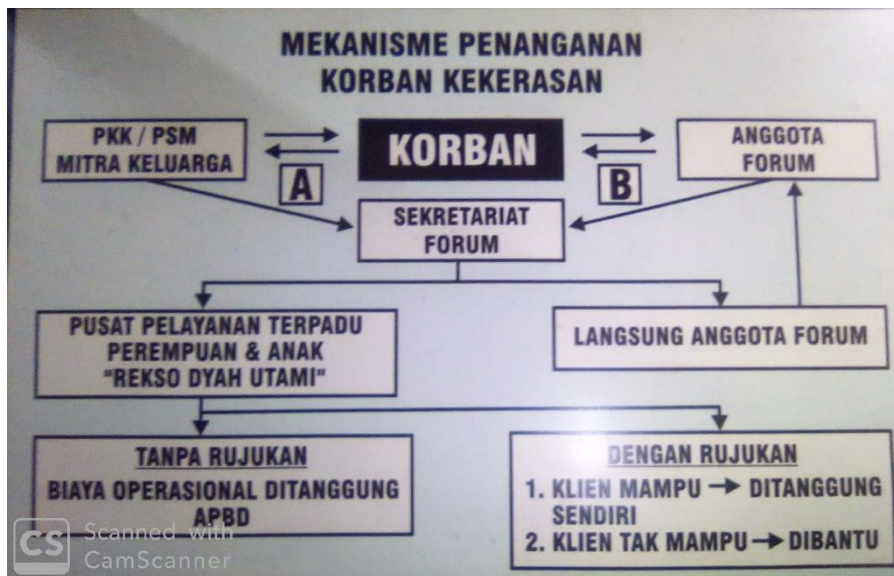 MEKANISME PENANGANAN
KORBAN KEKERASAN
PKK / PSM
MITRA KELUARGA
A
KORBAN
B
ANGGOTA
FORUM
SEKRETARIAT
FORUM
PUSAT PELAYANAN TERPADU
PEREMPUAN & ANAK
"REKSO DYAH UTAMI"
LANGSUNG ANGGOTA FORUM
TANPA RUJUKAN
BIAYA OPERASIONAL DITANGGUNG
APBD
DENGAN RUJUKAN
1. KLIEN MAMPU → DITANGGUNG
SENDIRI
2. KLIEN TAK MAMPU → DIBANTU
CS
Scanned with
CamScanner